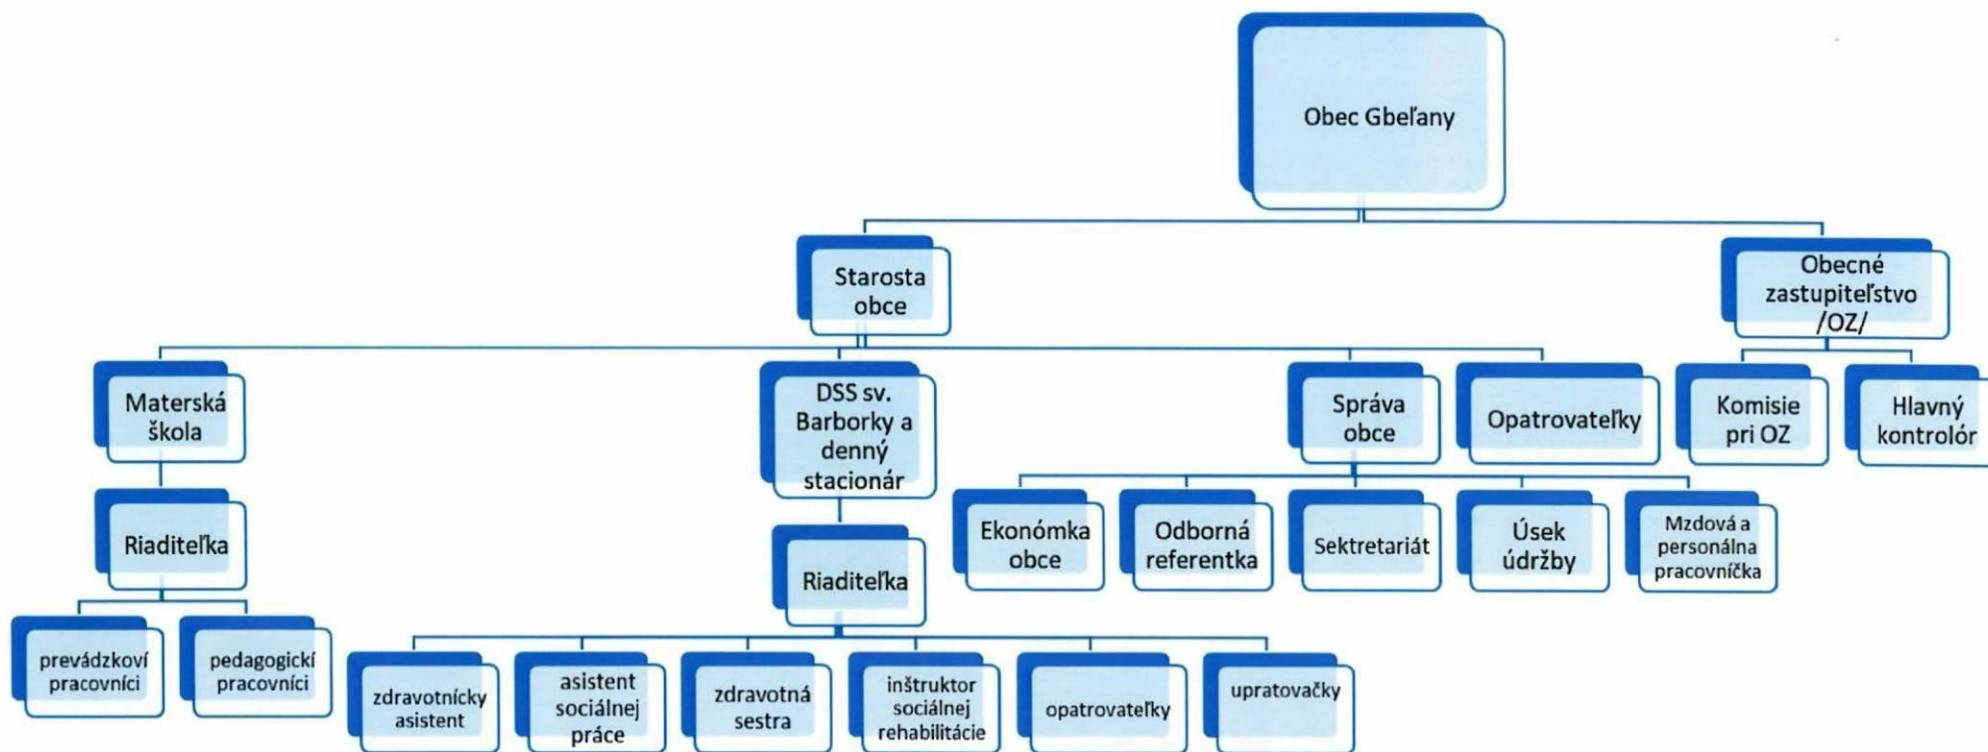 Obec Gbeľany
Starosta
obce
Obecné
zastupiteľstvo
/OZ/
Materská
škola
DSS sv.
Barborky a
denný
stacionár
Správa
obce
Opatrovateľky
Komisie
pri OZ
Hlavný
kontrolór
Riaditeľka
Riaditeľka
Ekonómka
obce
Odborná
referentka
Sektretariát
Úsek
údržby
Mzdová a
personálna
pracovníčka
prevádzkoví
pracovníci
pedagogickí
pracovníci
zdravotnícky
asistent
asistent
sociálnej
práce
zdravotná
sestra
inštruktor
sociálnej
rehabilitácie
opatrovateľky
upratovačky